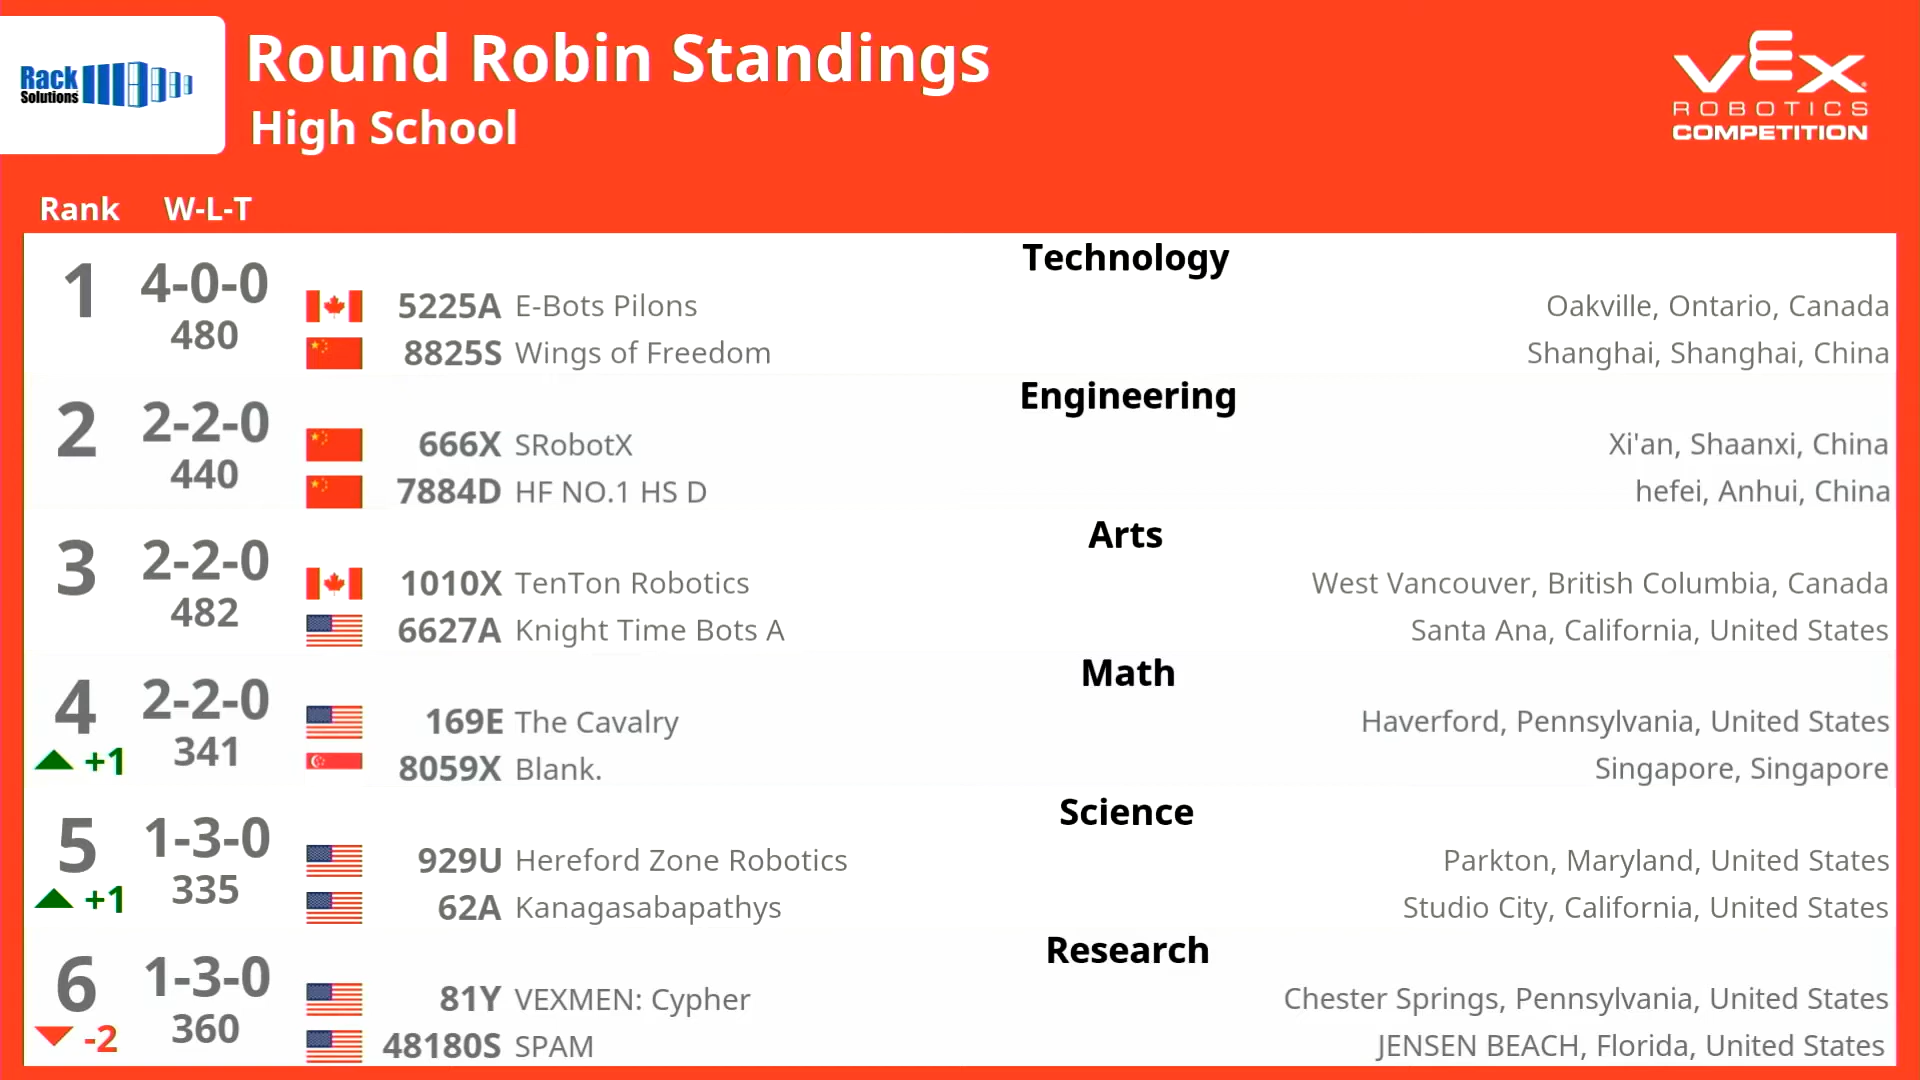 Rack
Solutions
Round Robin Standings
High School
VEX
ROBOTICS
COMPETITION
Rank W-L-T
Technology
1 4-0-0
480
5225A E-Bots Pilons Oakville, Ontario, Canada
8825S Wings of Freedom Shanghai, Shanghai, China
Engineering
2 2-2-0
440
666X SRobotX Xi'an, Shaanxi, China
7884D HF NO.1 HS D hefei, Anhui, China
Arts
3 2-2-0
482
1010X TenTon Robotics West Vancouver, British Columbia, Canada
6627A Knight Time Bots A Santa Ana, California, United States
Math
4 2-2-0
+1 341
169E The Cavalry Haverford, Pennsylvania, United States
8059X Blank. Singapore, Singapore
Science
5 1-3-0
+1 335
929U Hereford Zone Robotics Parkton, Maryland, United States
62A Kanagasabapathys Studio City, California, United States
Research
6 1-3-0
-2 360
81Y VEXMEN: Cypher Chester Springs, Pennsylvania, United States
48180S SPAM JENSEN BEACH, Florida, United States